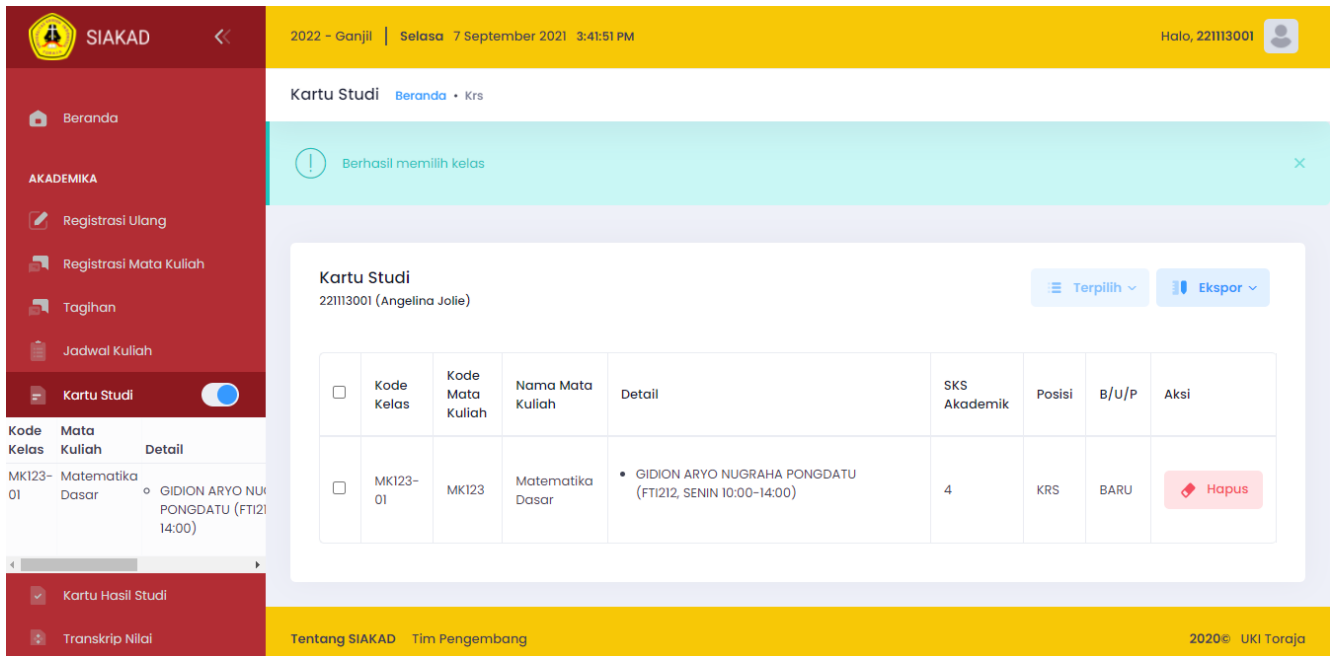 SIAKAD
2022 - Ganjil | Selasa 7 September 2021 3:41:51 PM
Halo, 221113001
Beranda
AKADEMIKA
Registrasi Ulang
Registrasi Mata Kuliah
Tagihan
Jadwal Kuliah
Kartu Studi
Kode Kelas
Mata Kuliah
Detail
MK123-01
Matematika Dasar
GIDION ARYO NU
PONGDATU (FTI21
14:00)
Kartu Hasil Studi
Transkrip Nilai
Kartu Studi Beranda • Krs
Berhasil memilih kelas
Kartu Studi
221113001 (Angelina Jolie)
Terpilih
Ekspor
Kode Kelas
Kode Mata Kuliah
Nama Mata Kuliah
Detail
SKS Akademik
Posisi
B/U/P
Aksi
MK123-01
MK123
Matematika Dasar
• GIDION ARYO NUGRAHA PONGDATU
(FTI212, SENIN 10:00-14:00)
4
KRS
BARU
Hapus
Tentang SIAKAD Tim Pengembang
2020© UKI Toraja